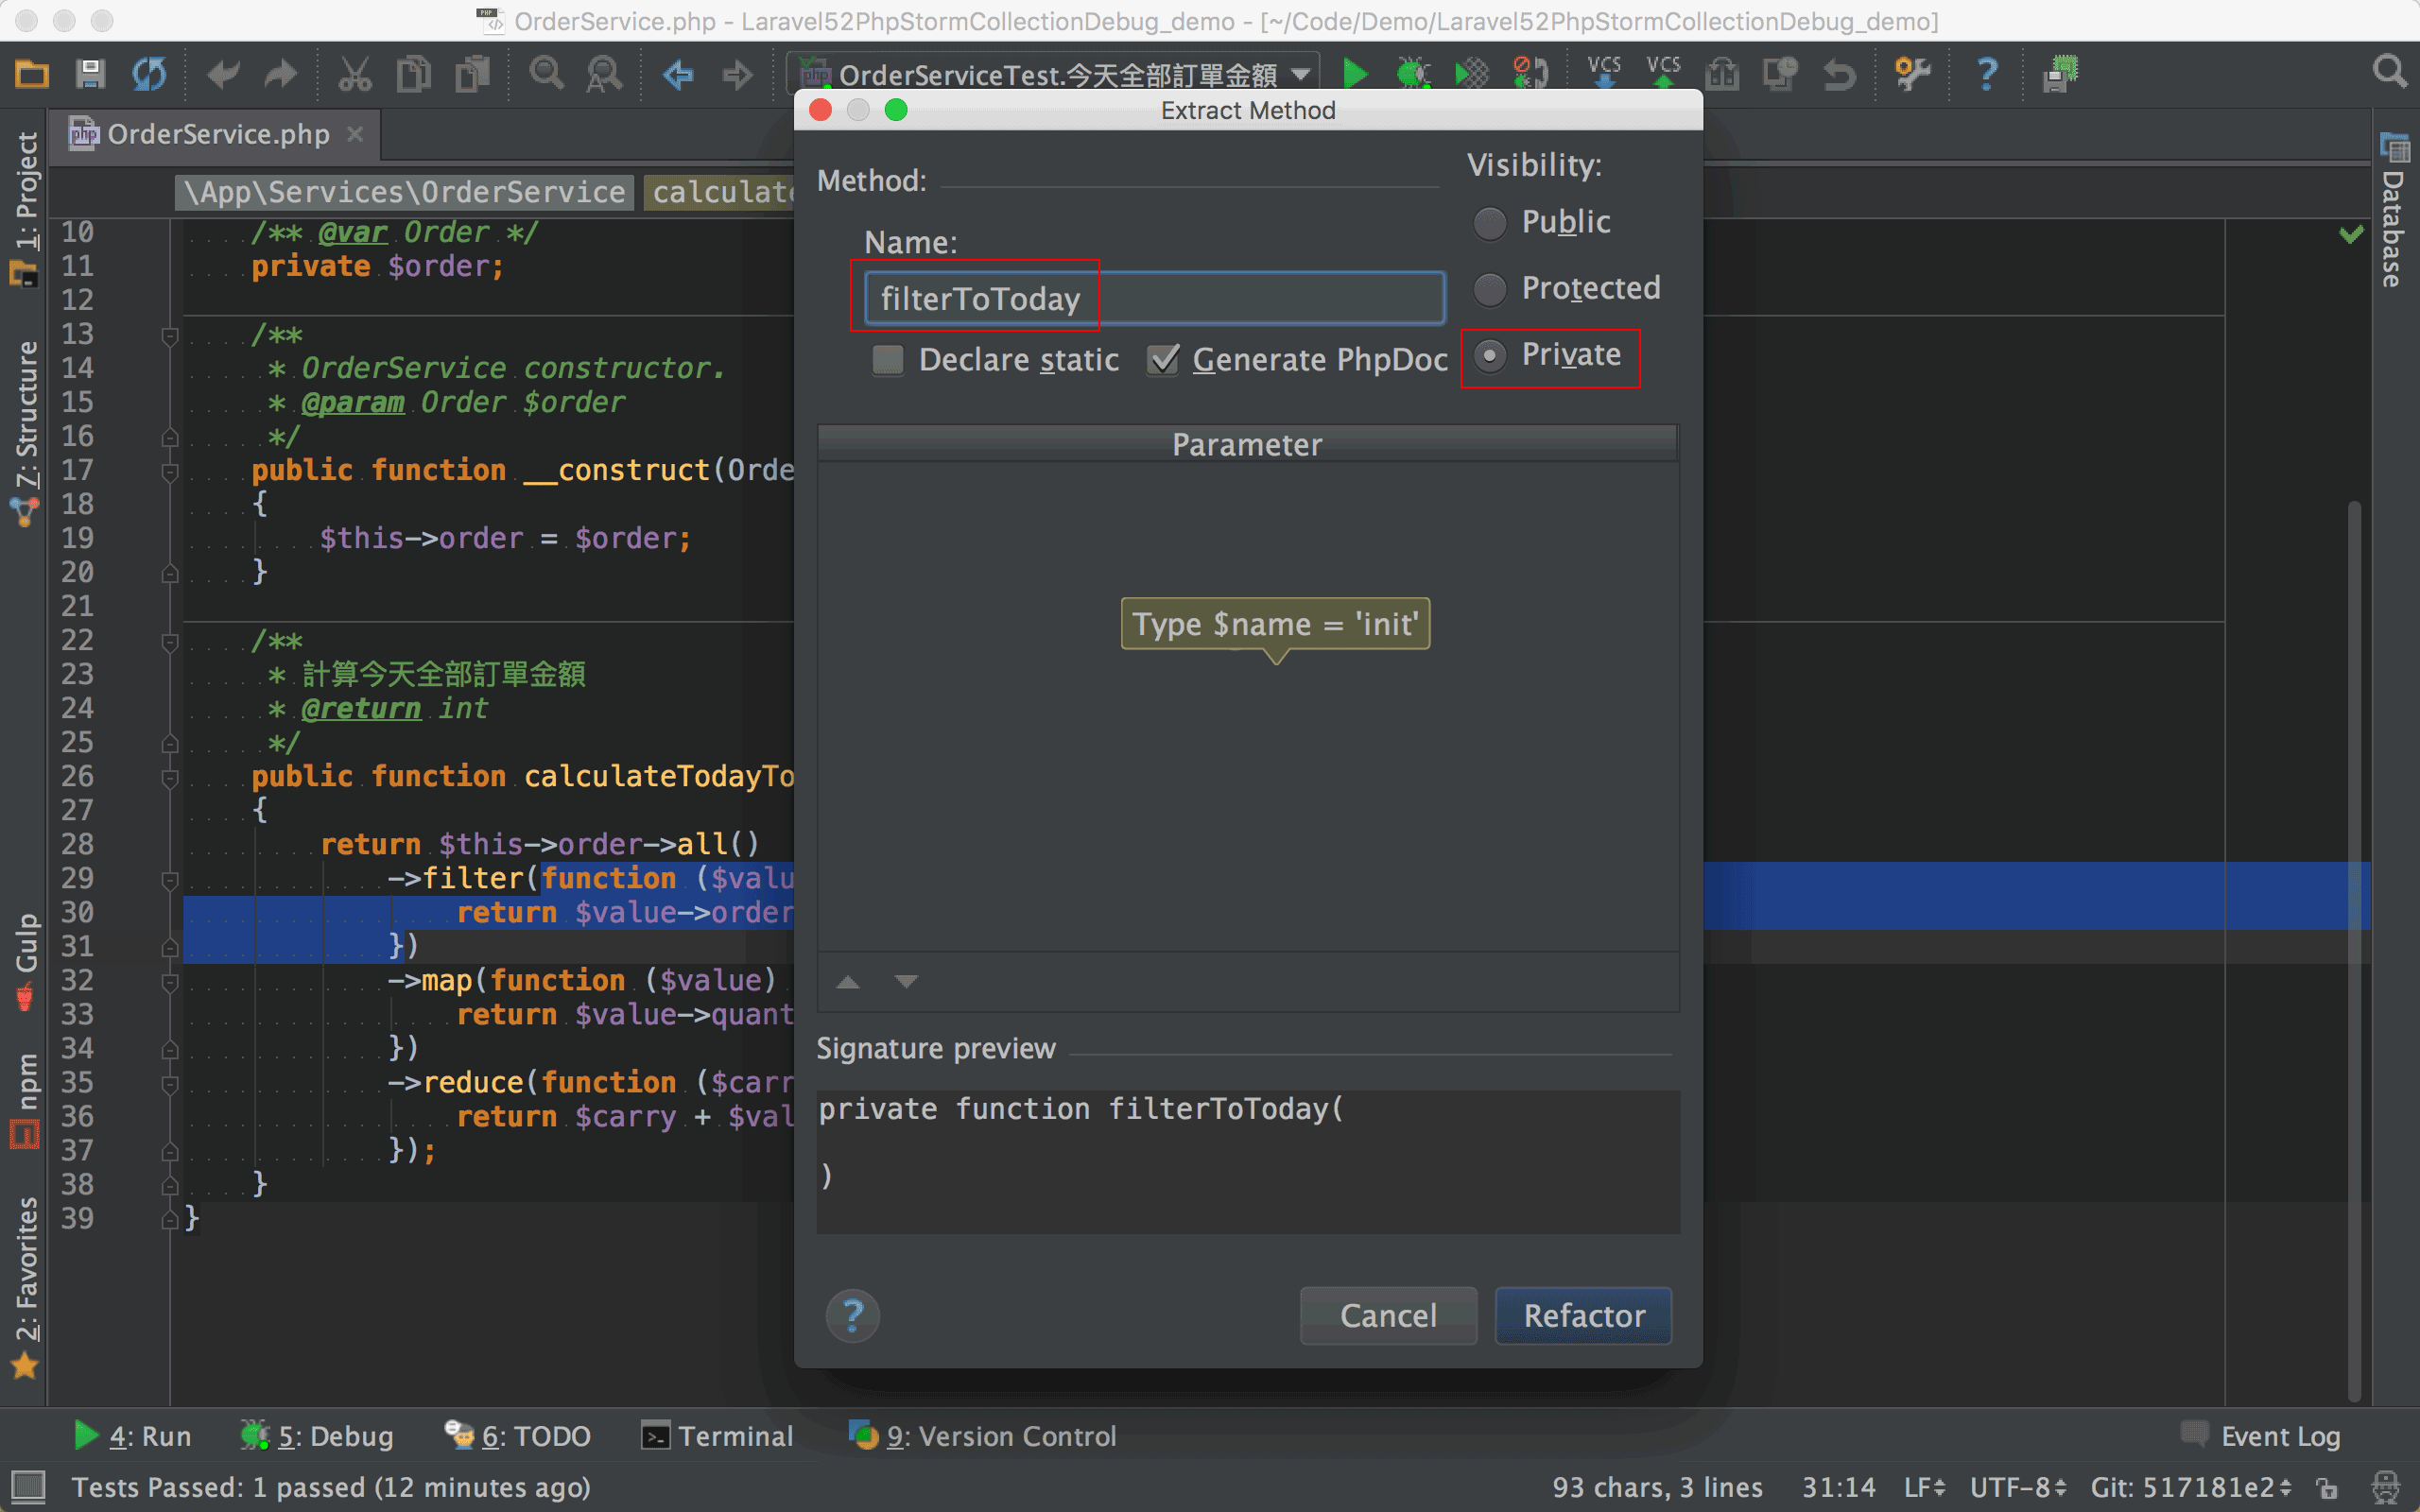 OrderService.php - Laravel52PhpStormCollectionDebug_demo - [~/Code/Demo/Laravel52PhpStormCollectionDebug_demo]
OrderServiceTest.今天全部訂單金額
VCS
VCS
OrderService.php
\App\Services\OrderService
calculate
1: Project
7: Structure
Gulp
npm
2: Favorites
10 /** @var Order */
11 private $order;
12
13 /**
14 * OrderService constructor.
15 * @param Order $order
16 */
17 public function __construct(Orde
18 {
19 $this->order = $order;
20 }
21
22 /**
23 * 計算今天全部訂單金額
24 * @return int
25 */
26 public function calculateTodayTo
27 {
28 return $this->order->all()
29 ->filter(function ($valu
30 return $value->order
31 })
32 ->map(function ($value)
33 return $value->quant
34 })
35 ->reduce(function ($carr
36 return $carry + $val
37 });
38 }
39 }
Extract Method
Method:
Name:
filterToToday
Declare static
Generate PhpDoc
Visibility:
Public
Protected
Private
Parameter
Type $name = 'init'
Signature preview
private function filterToToday(
)
?
Cancel
Refactor
Database
4: Run
5: Debug
6: TODO
Terminal
9: Version Control
Event Log
Tests Passed: 1 passed (12 minutes ago)
93 chars, 3 lines
31:14
LF
UTF-8
Git: 517181e2